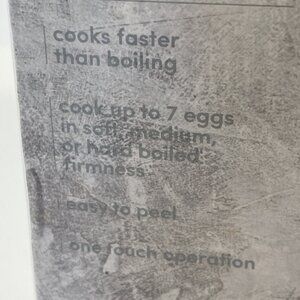 cooks faster
than boiling
cook up to 7 eggs
in soft, medium,
or hard boiled
firmness
easy to peel
one touch operation